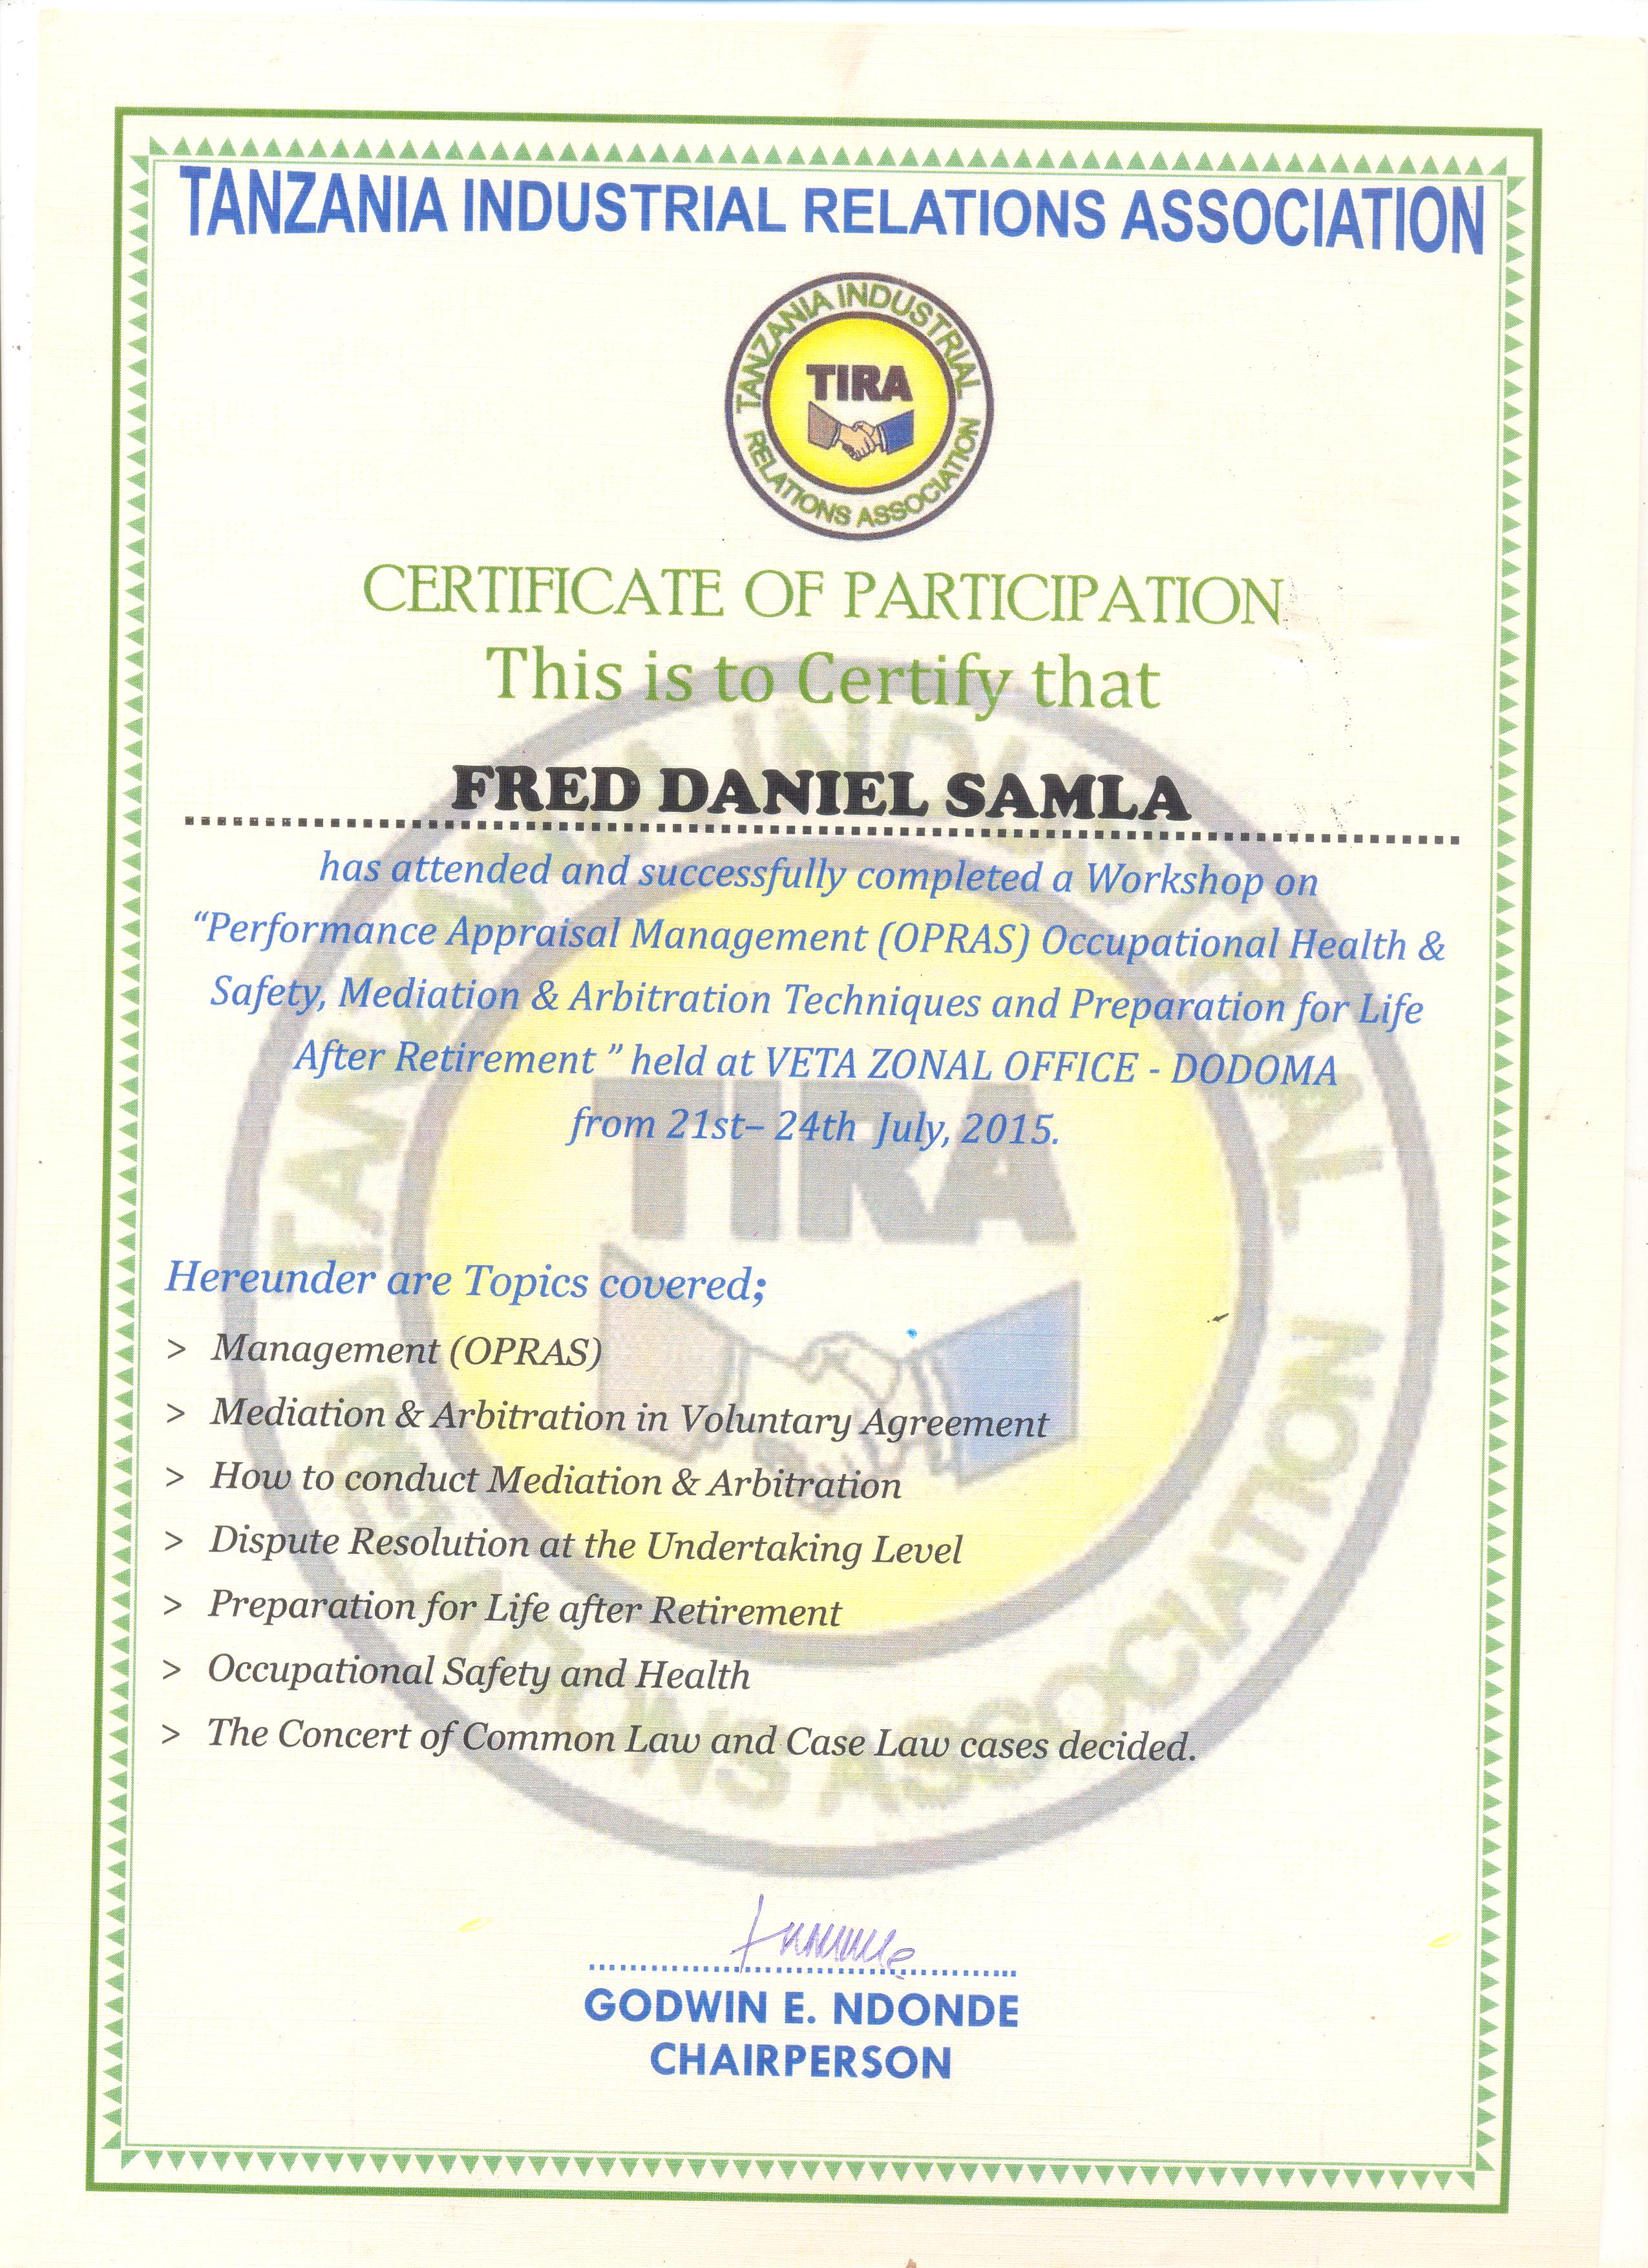 TANZANIA INDUSTRIAL RELATIONS ASSOCIATION
TANZANIA INDUSTRIAL
TIRA
RELATIONS ASSOCIATION
CERTIFICATE OF PARTICIPATION
This is to Certify that
FRED DANIEL SAMLA
has attended and successfully completed a Workshop on
“Performance Appraisal Management (OPRAS) Occupational Health &
Safety, Mediation & Arbitration Techniques and Preparation for Life
After Retirement ” held at VETA ZONAL OFFICE - DODOMA
from 21st– 24th July, 2015.
TANZANIA INDUSTRIAL
TIRA
RELATIONS ASSOCIATION
Hereunder are Topics covered;
> Management (OPRAS)
> Mediation & Arbitration in Voluntary Agreement
> How to conduct Mediation & Arbitration
> Dispute Resolution at the Undertaking Level
> Preparation for Life after Retirement
> Occupational Safety and Health
> The Concert of Common Law and Case Law cases decided.
GODWIN E. NDONDE
CHAIRPERSON